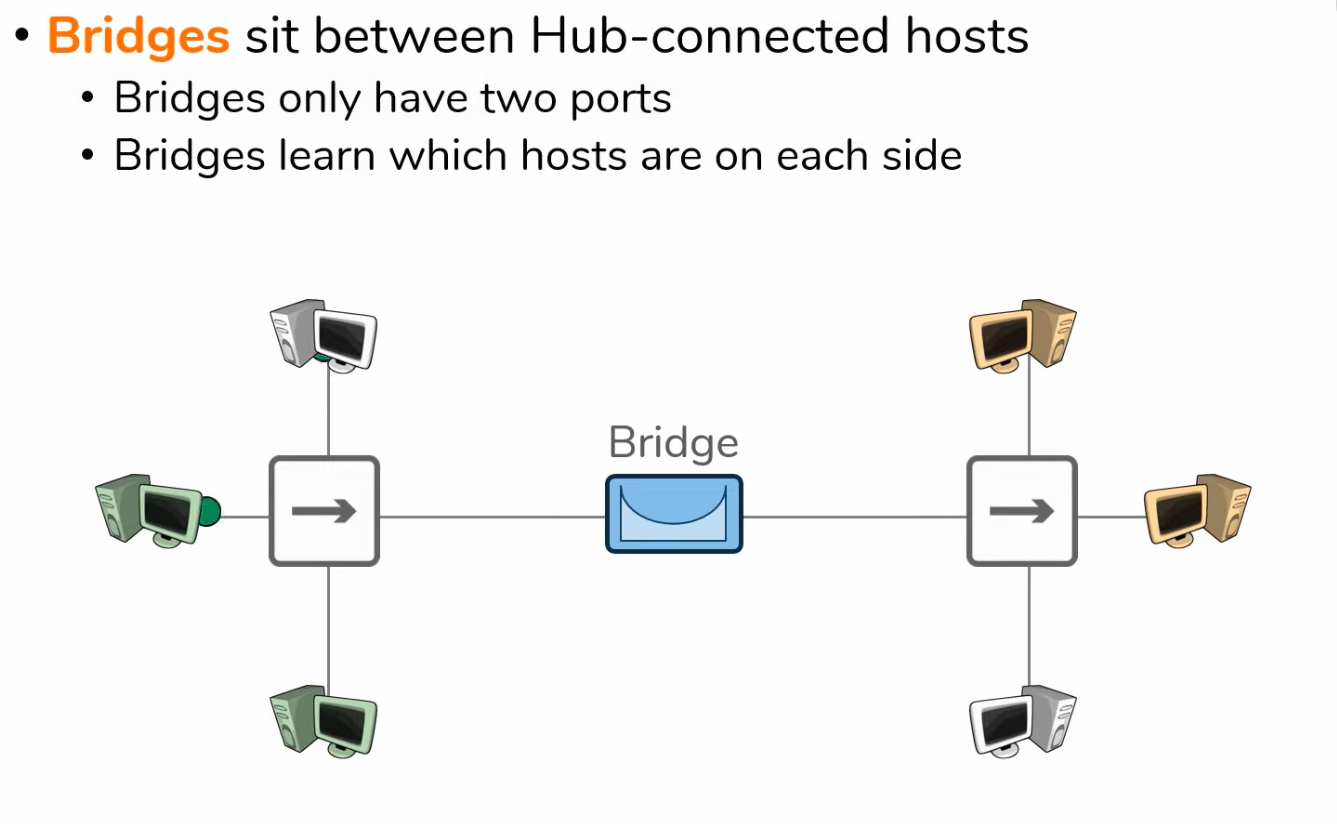 • Bridges sit between Hub-connected hosts
• Bridges only have two ports
• Bridges learn which hosts are on each side
Bridge